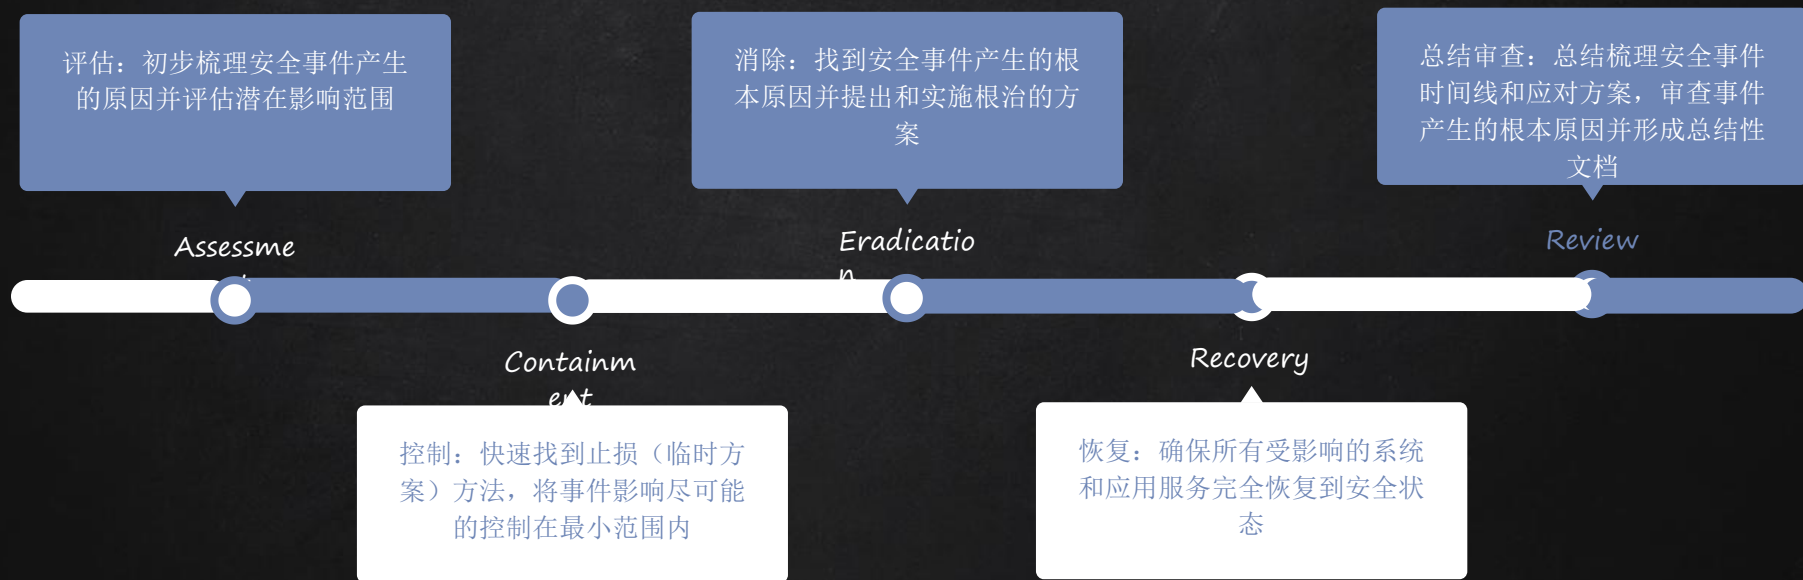 评估：初步梳理安全事件产生
的原因并评估潜在影响范围
消除：找到安全事件产生的根
本原因并提出和实施根治的方
案
总结审查：总结梳理安全事件
时间线和应对方案，审查事件
产生的根本原因并形成总结性
文档
Assessme
Eradicatio
n
Review
Containm
ent
Recovery
控制：快速找到止损（临时方
案）方法，将事件影响尽可能
的控制在最小范围内
恢复：确保所有受影响的系统
和应用服务完全恢复到安全状
态